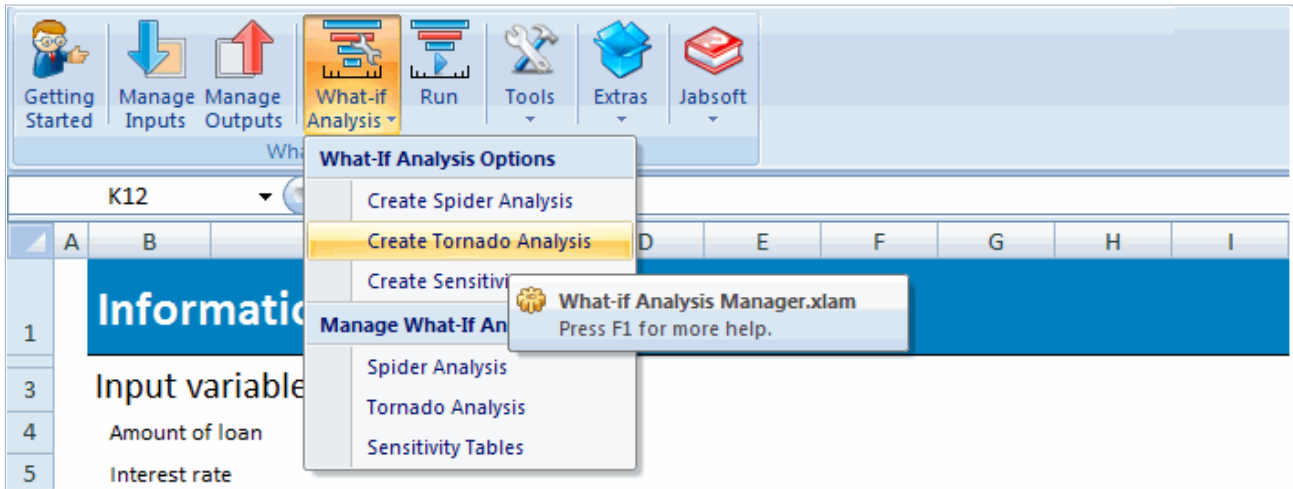 Getting Started
Manage Inputs
Manage Outputs
What-if Analysis
Run
Tools
Extras
Jabsoft
Wha
What-If Analysis Options
Create Spider Analysis
Create Tornado Analysis
Create Sensitivi
What-if Analysis Manager.xlam
Press F1 for more help.
Manage What-If An
Spider Analysis
Tornado Analysis
Sensitivity Tables
K12
A B D E F G H I
1 Informatic
3 Input variable
4 Amount of loan
5 Interest rate